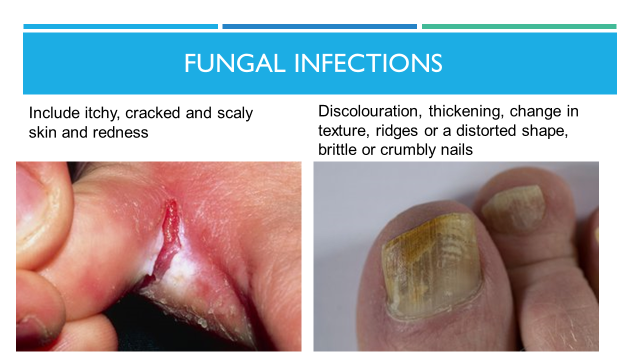 FUNGAL INFECTIONS
Include itchy, cracked and scaly
skin and redness
Discolouration, thickening, change in
texture, ridges or a distorted shape,
brittle or crumbly nails